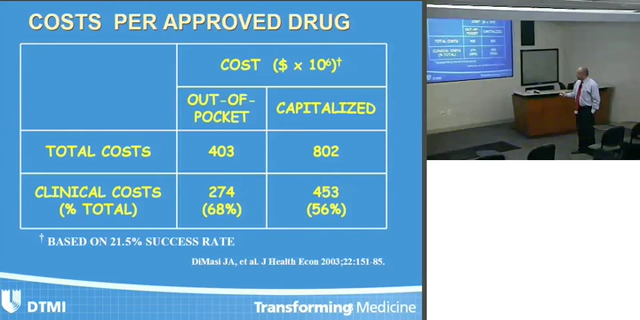 COSTS PER APPROVED DRUG
COST ($ x 10⁶)†
OUT-OF-
POCKET
CAPITALIZED
TOTAL COSTS
403
802
CLINICAL COSTS
(% TOTAL)
274
(68%)
453
(56%)
† BASED ON 21.5% SUCCESS RATE
DiMasi JA, et al. J Health Econ 2003;22:151-85.
DTMI
Transforming Medicine